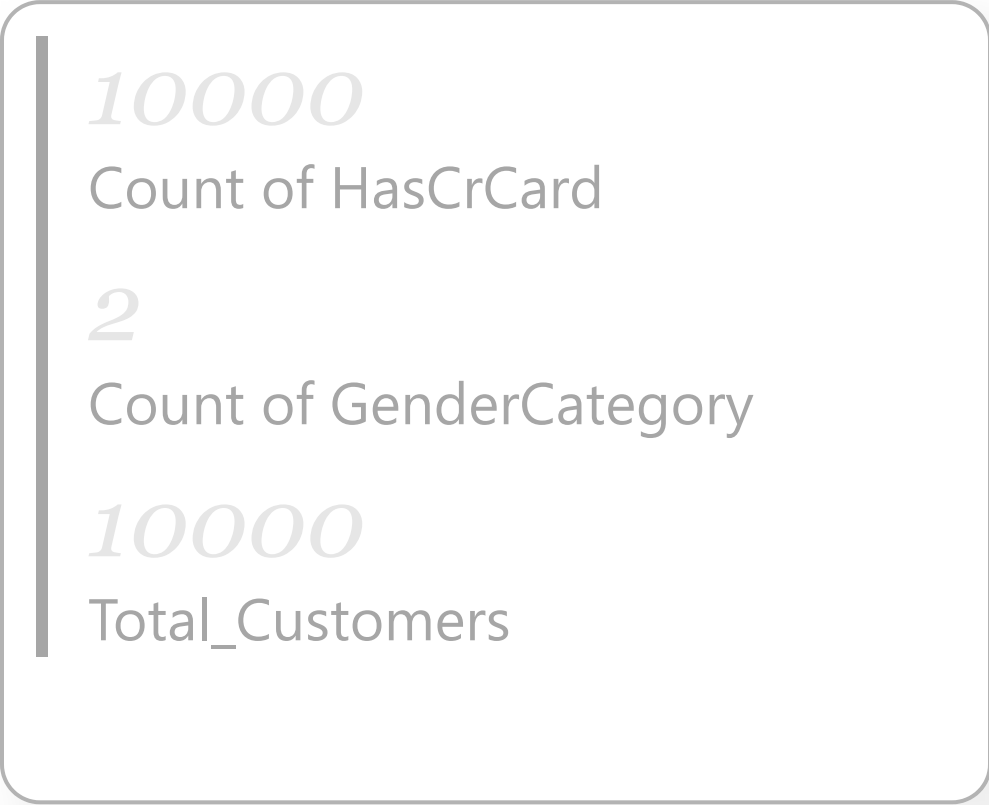 10000
Count of HasCrCard
2
Count of GenderCategory
10000
Total_Customers